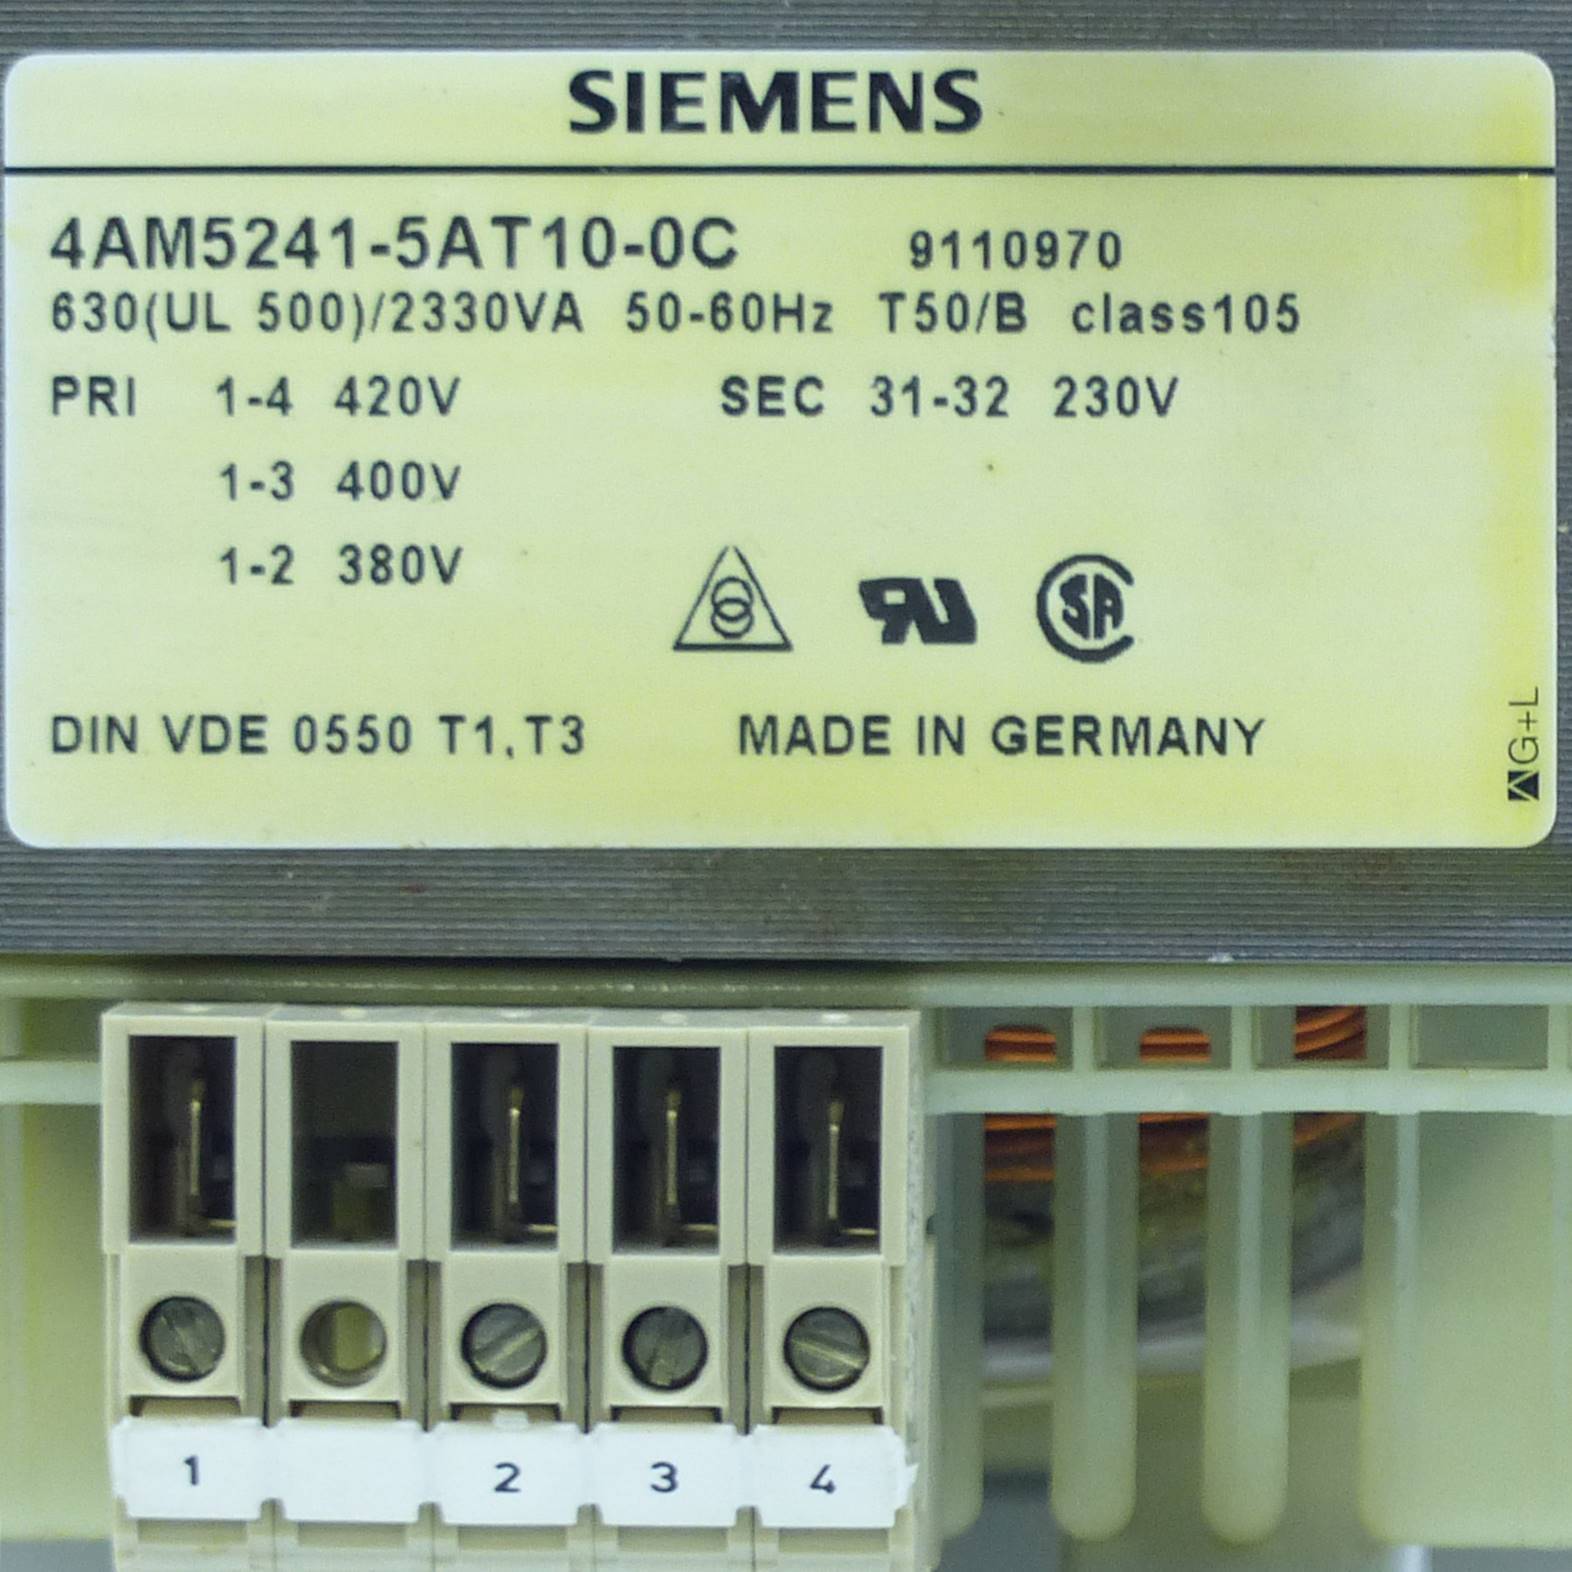 SIEMENS
4AM5241-5AT10-0C 9110970
630(UL 500)/2330VA 50-60Hz T50/B class105
PRI 1-4 420V SEC 31-32 230V
1-3 400V
1-2 380V
RU SA
DIN VDE 0550 T1,T3 MADE IN GERMANY
G+L
1 2 3 4